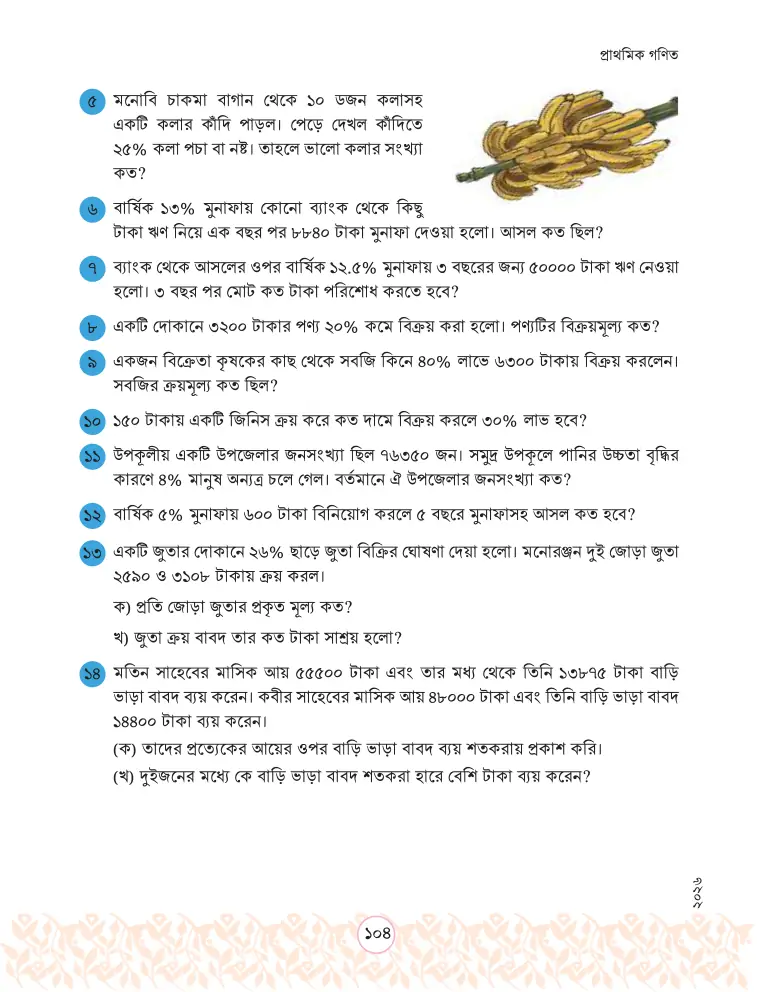 প্রাথমিক গণিত
৫ মনোবি চাকমা বাগান থেকে ১০ ডজন কলাসহ
একটি কলার কাঁদি পাড়ল। পেড়ে দেখল কাঁদিতে
২৫% কলা পচা বা নষ্ট। তাহলে ভালো কলার সংখ্যা
কত?
৬ বার্ষিক ১৩% মুনাফায় কোনো ব্যাংক থেকে কিছু
টাকা ঋণ নিয়ে এক বছর পর ৮৮৪০ টাকা মুনাফা দেওয়া হলো। আসল কত ছিল?
৭ ব্যাংক থেকে আসলের ওপর বার্ষিক ১২.৫% মুনাফায় ৩ বছরের জন্য ৫০০০০ টাকা ঋণ নেওয়া
হলো। ৩ বছর পর মোট কত টাকা পরিশোধ করতে হবে?
৮ একটি দোকানে ৩২০০ টাকার পণ্য ২০% কমে বিক্রয় করা হলো। পণ্যটির বিক্রয়মূল্য কত?
৯ একজন বিক্রেতা কৃষকের কাছ থেকে সবজি কিনে ৪০% লাভে ৬৩০০ টাকায় বিক্রয় করলেন।
সবজির ক্রয়মূল্য কত ছিল?
১০ ১৫০ টাকায় একটি জিনিস ক্রয় করে কত দামে বিক্রয় করলে ৩০% লাভ হবে?
১১ উপকূলীয় একটি উপজেলার জনসংখ্যা ছিল ৭৬৩৫০ জন। সমুদ্র উপকূলে পানির উচ্চতা বৃদ্ধির
কারণে ৪% মানুষ অন্যত্র চলে গেল। বর্তমানে ঐ উপজেলার জনসংখ্যা কত?
১২ বার্ষিক ৫% মুনাফায় ৬০০ টাকা বিনিয়োগ করলে ৫ বছরে মুনাফাসহ আসল কত হবে?
১৩ একটি জুতার দোকানে ২৬% ছাড়ে জুতা বিক্রির ঘোষণা দেয়া হলো। মনোরঞ্জন দুই জোড়া জুতা
২৫৯০ ও ৩১০৮ টাকায় ক্রয় করল।
ক) প্রতি জোড়া জুতার প্রকৃত মূল্য কত?
খ) জুতা ক্রয় বাবদ তার কত টাকা সাশ্রয় হলো?
১৪ মতিন সাহেবের মাসিক আয় ৫৫৫০০ টাকা এবং তার মধ্য থেকে তিনি ১৩৮৭৫ টাকা বাড়ি
ভাড়া বাবদ ব্যয় করেন। কবীর সাহেবের মাসিক আয় ৪৮০০০ টাকা এবং তিনি বাড়ি ভাড়া বাবদ
১৪৪০০ টাকা ব্যয় করেন।
(ক) তাদের প্রত্যেকের আয়ের ওপর বাড়ি ভাড়া বাবদ ব্যয় শতকরায় প্রকাশ করি।
(খ) দুইজনের মধ্যে কে বাড়ি ভাড়া বাবদ শতকরা হারে বেশি টাকা ব্যয় করেন?
২০২৬
১০৪